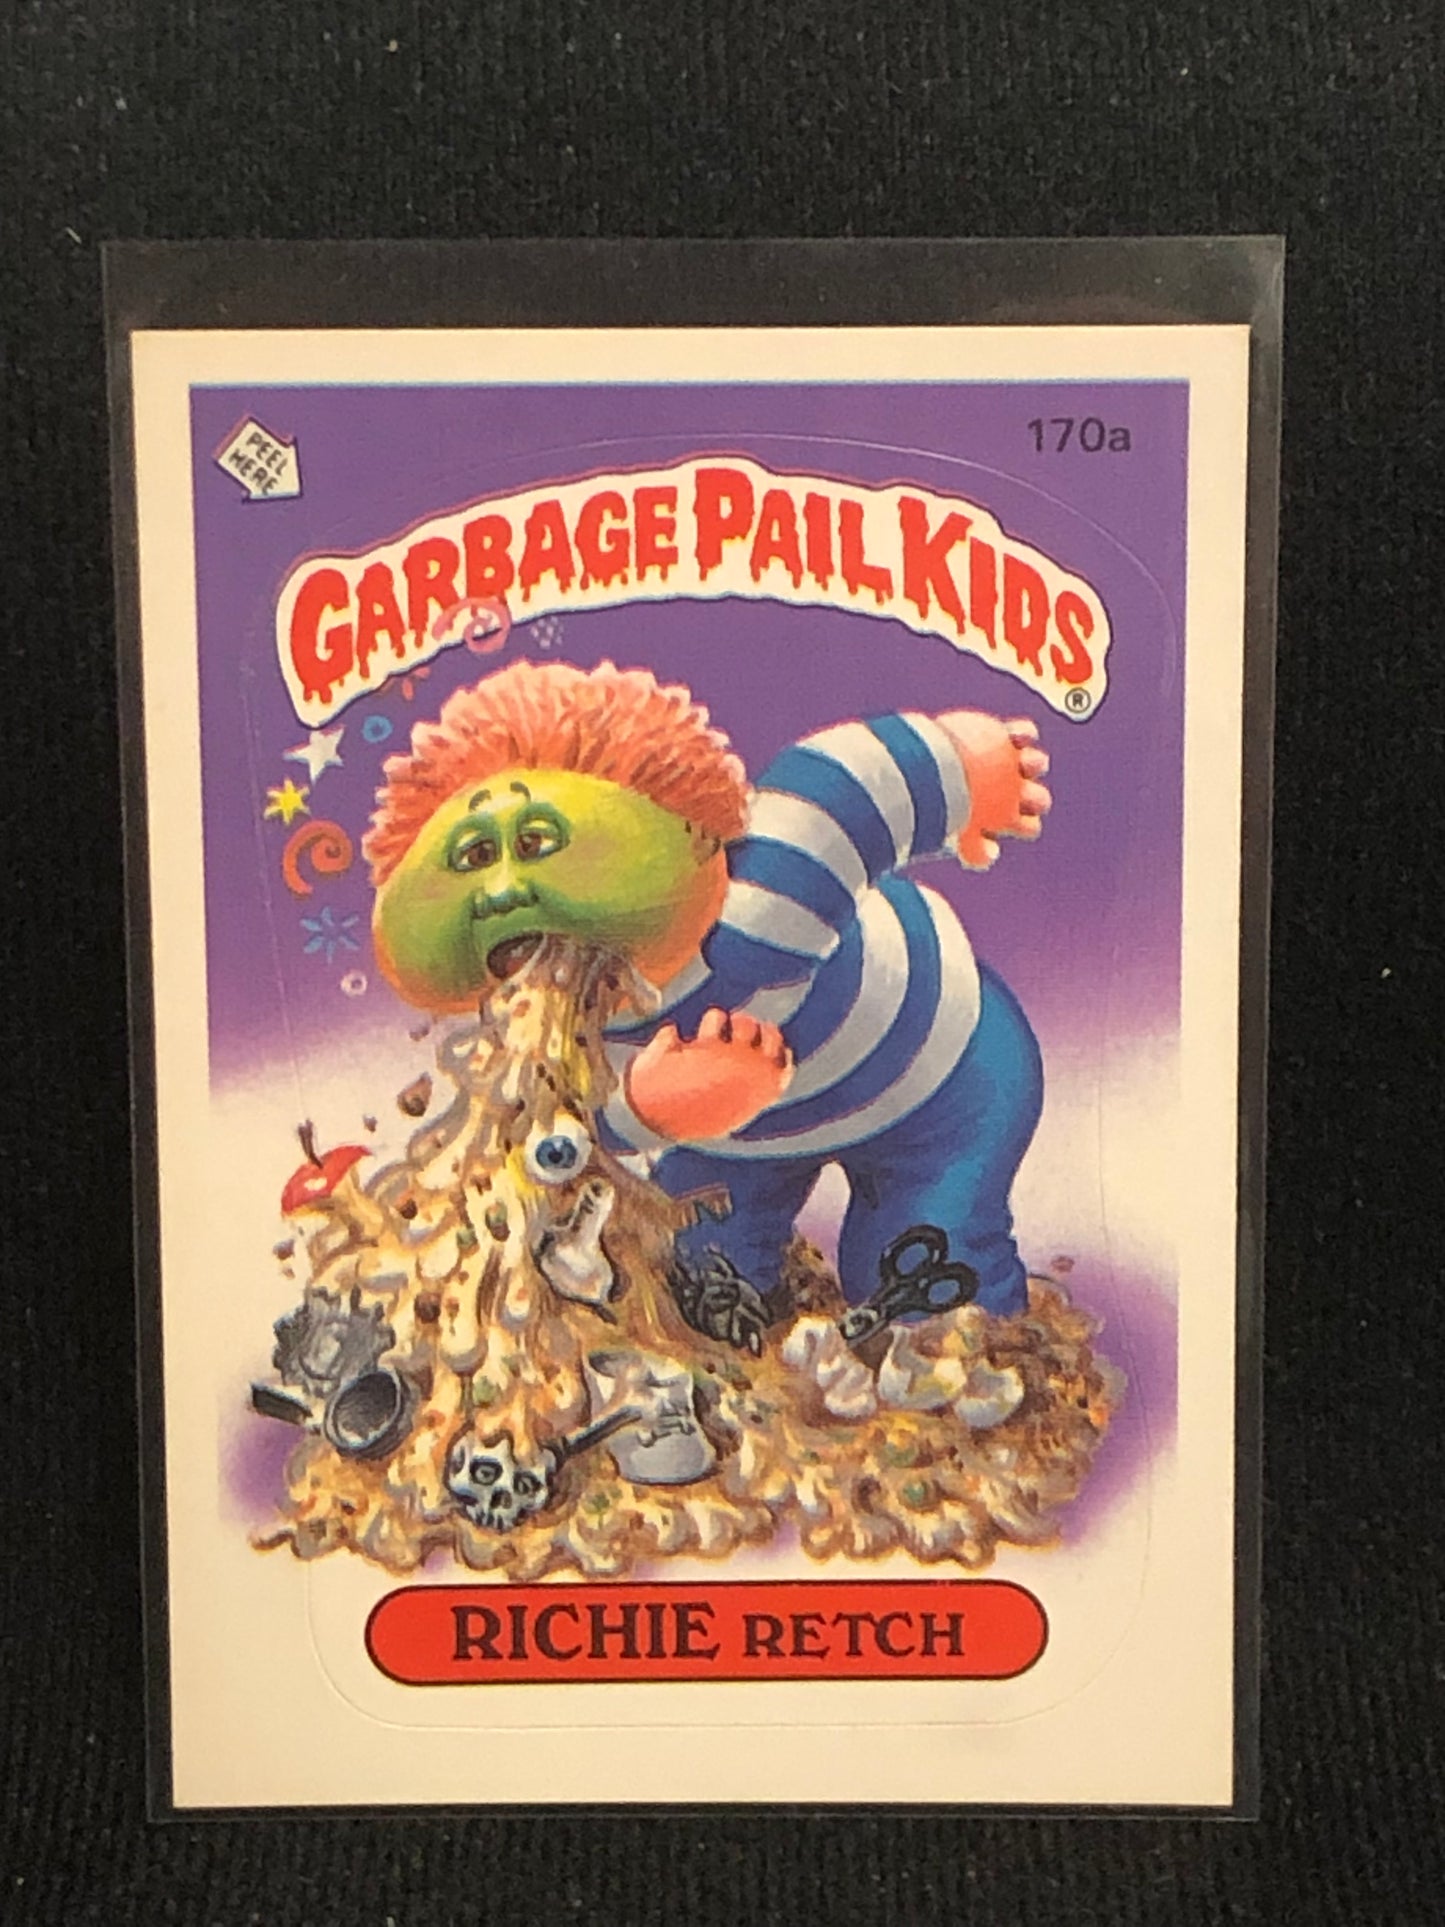 PEEL
HERE
170a
GARBAGE PAIL KIDS
®
RICHIE RETCH